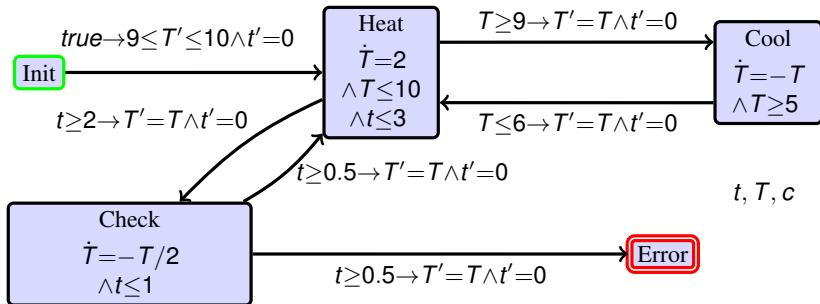 true→9≤T′≤10∧t′=0
Init
Heat
Ṫ=2
∧T≤10
∧t≤3
T≥9→T′=T∧t′=0
T≤6→T′=T∧t′=0
Cool
Ṫ=−T
∧T≥5
t≥2→T′=T∧t′=0
t≥0.5→T′=T∧t′=0
t, T, c
Check
Ṫ=−T/2
∧t≤1
t≥0.5→T′=T∧t′=0
Error